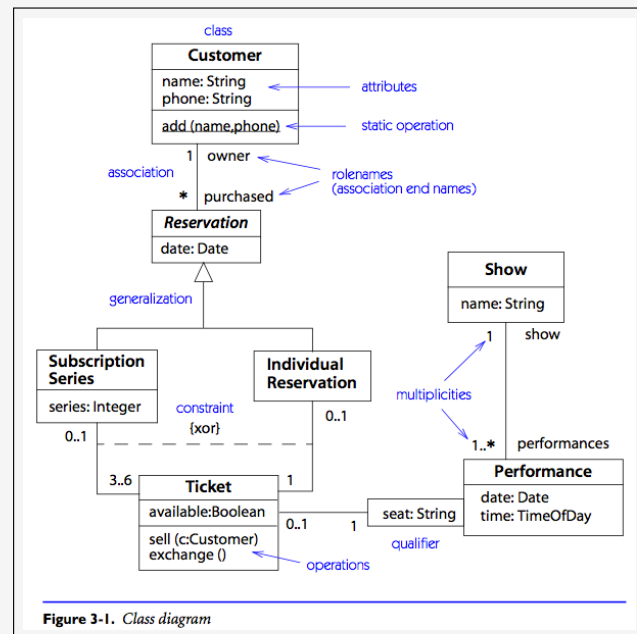 class
Customer
name: String
phone: String
attributes
add (name,phone)
static operation
1
owner
association
rolenames
(association end names)
*
purchased
Reservation
date: Date
generalization
Show
name: String
1
show
Subscription
Series
series: Integer
Individual
Reservation
multiplicities
constraint
{xor}
0..1
0..1
1..*
performances
3..6
1
Ticket
available:Boolean
sell (c:Customer)
exchange ()
operations
0..1
1
seat: String
qualifier
Performance
date: Date
time: TimeOfDay
Figure 3-1. Class diagram